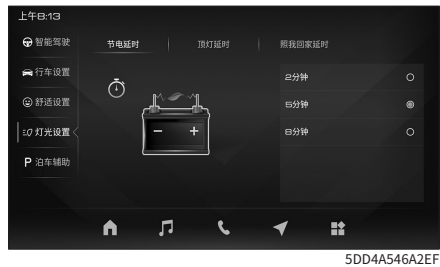 上午8:13
智能驾驶
节电延时
顶灯延时
照我回家延时
行车设置
2分钟
舒适设置
5分钟
灯光设置
8分钟
P 泊车辅助
5DD4A546A2EF